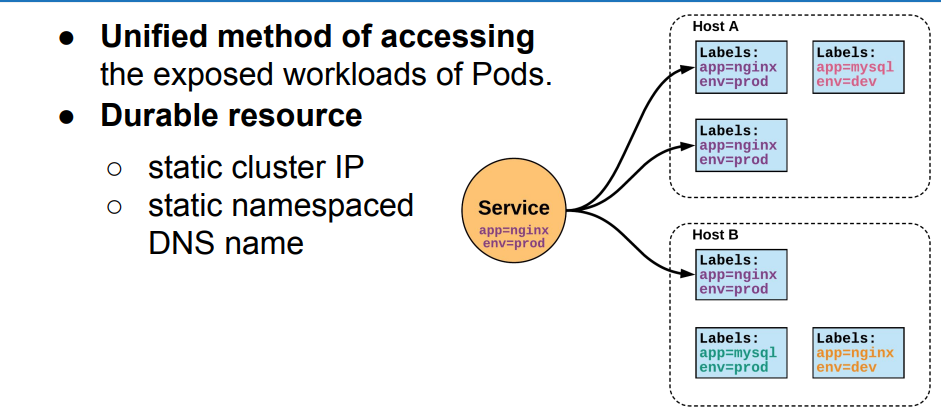 ● Unified method of accessing
the exposed workloads of Pods.
● Durable resource
○ static cluster IP
○ static namespaced
DNS name
Service
app=nginx
env=prod
Host A
Labels:
app=nginx
env=prod
Labels:
app=mysql
env=dev
Labels:
app=nginx
env=prod
Host B
Labels:
app=nginx
env=prod
Labels:
app=mysql
env=prod
Labels:
app=nginx
env=dev